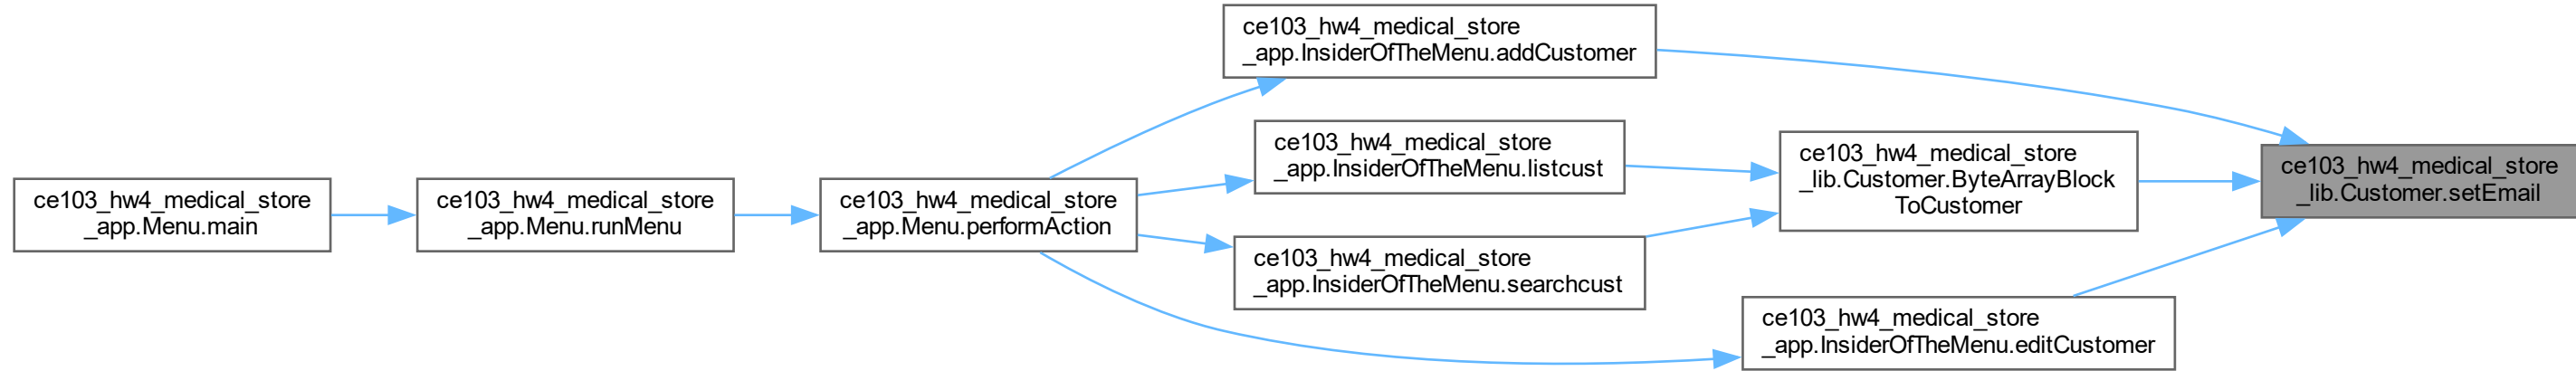 ce103_hw4_medical_store
_app.Menu.main
ce103_hw4_medical_store
_app.Menu.runMenu
ce103_hw4_medical_store
_app.Menu.performAction
ce103_hw4_medical_store
_app.InsiderOfTheMenu.addCustomer
ce103_hw4_medical_store
_app.InsiderOfTheMenu.listcust
ce103_hw4_medical_store
_app.InsiderOfTheMenu.searchcust
ce103_hw4_medical_store
_lib.Customer.ByteArrayBlock
ToCustomer
ce103_hw4_medical_store
_app.InsiderOfTheMenu.editCustomer
ce103_hw4_medical_store
_lib.Customer.setEmail